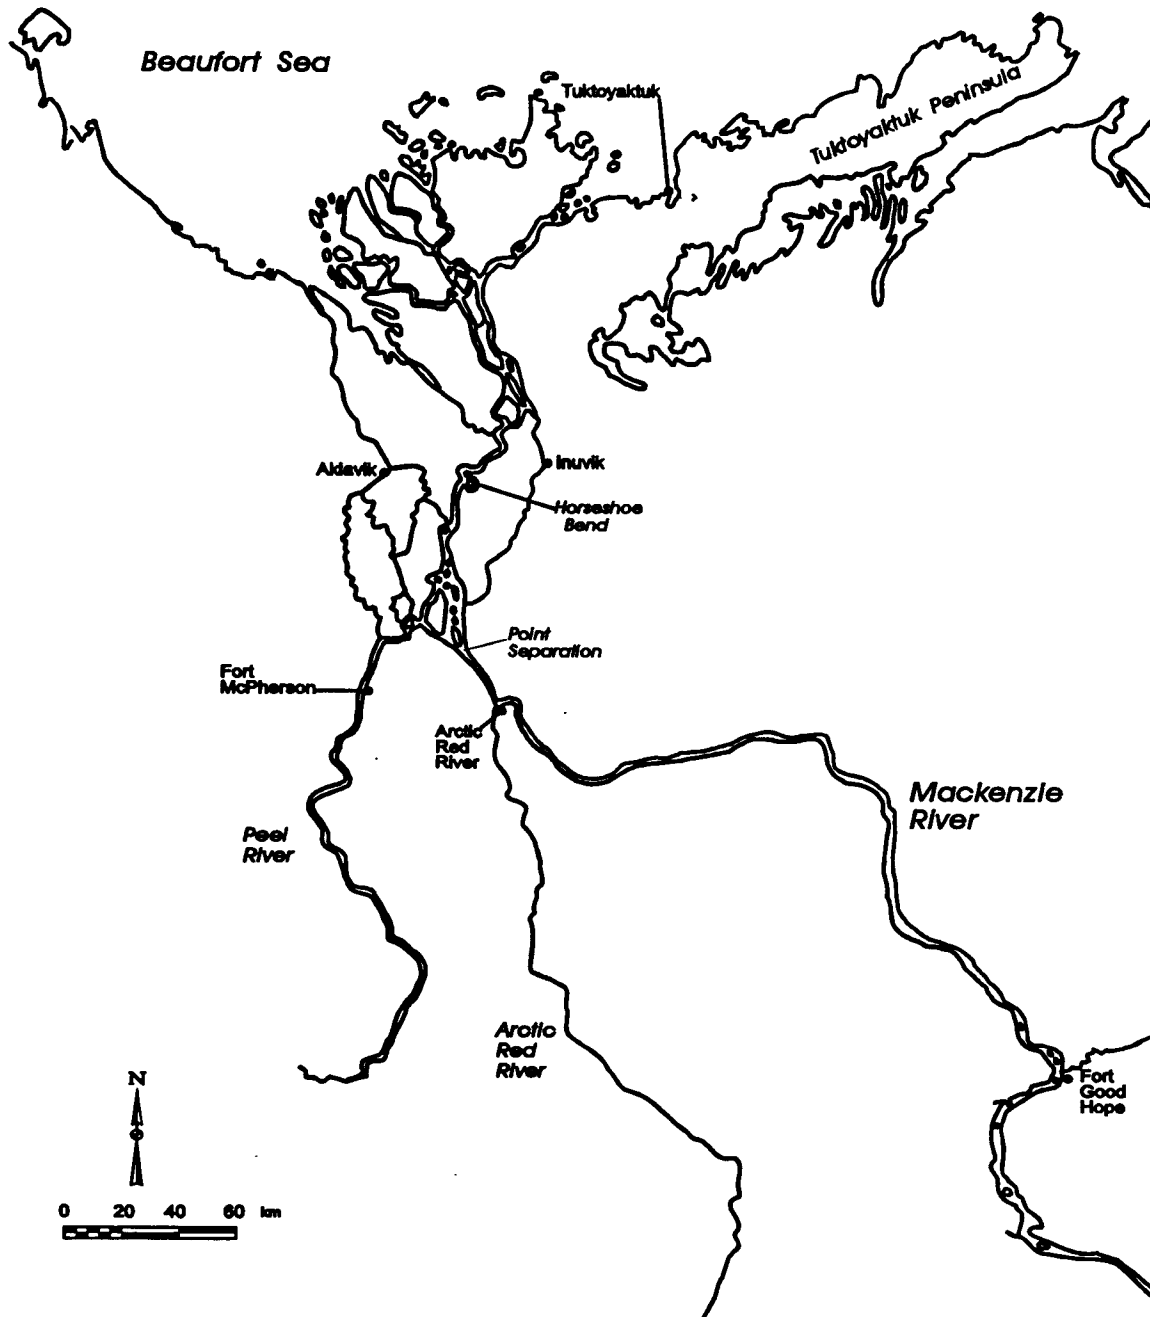 Beaufort Sea
Tuktoyaktuk
Tuktoyaktuk Peninsula
Aklavik
Inuvik
Horseshoe
Bend
Point
Separation
Fort
McPherson
Arctic
Red
River
Mackenzie
River
Peel
River
Arctic
Red
River
Fort
Good
Hope
N
0 20 40 60 km